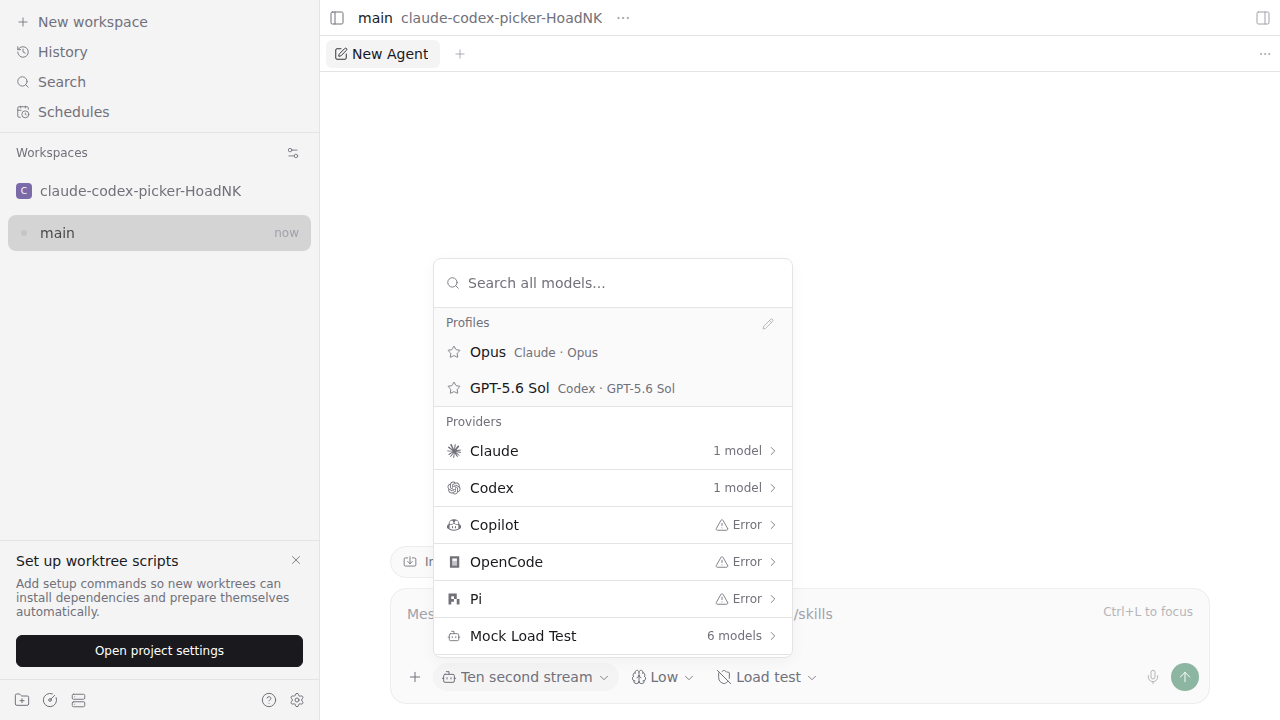 New workspace
History
Search
Schedules
Workspaces
C claude-codex-picker-HoadNK
main now
Set up worktree scripts
Add setup commands so new worktrees can
install dependencies and prepare themselves
automatically.
Open project settings
main claude-codex-picker-HoadNK
New Agent
Search all models...
Profiles
Opus Claude · Opus
GPT-5.6 Sol Codex · GPT-5.6 Sol
Providers
Claude 1 model
Codex 1 model
Copilot Error
OpenCode Error
Pi Error
Mock Load Test 6 models
/skills
Ctrl+L to focus
Ten second stream Low Load test